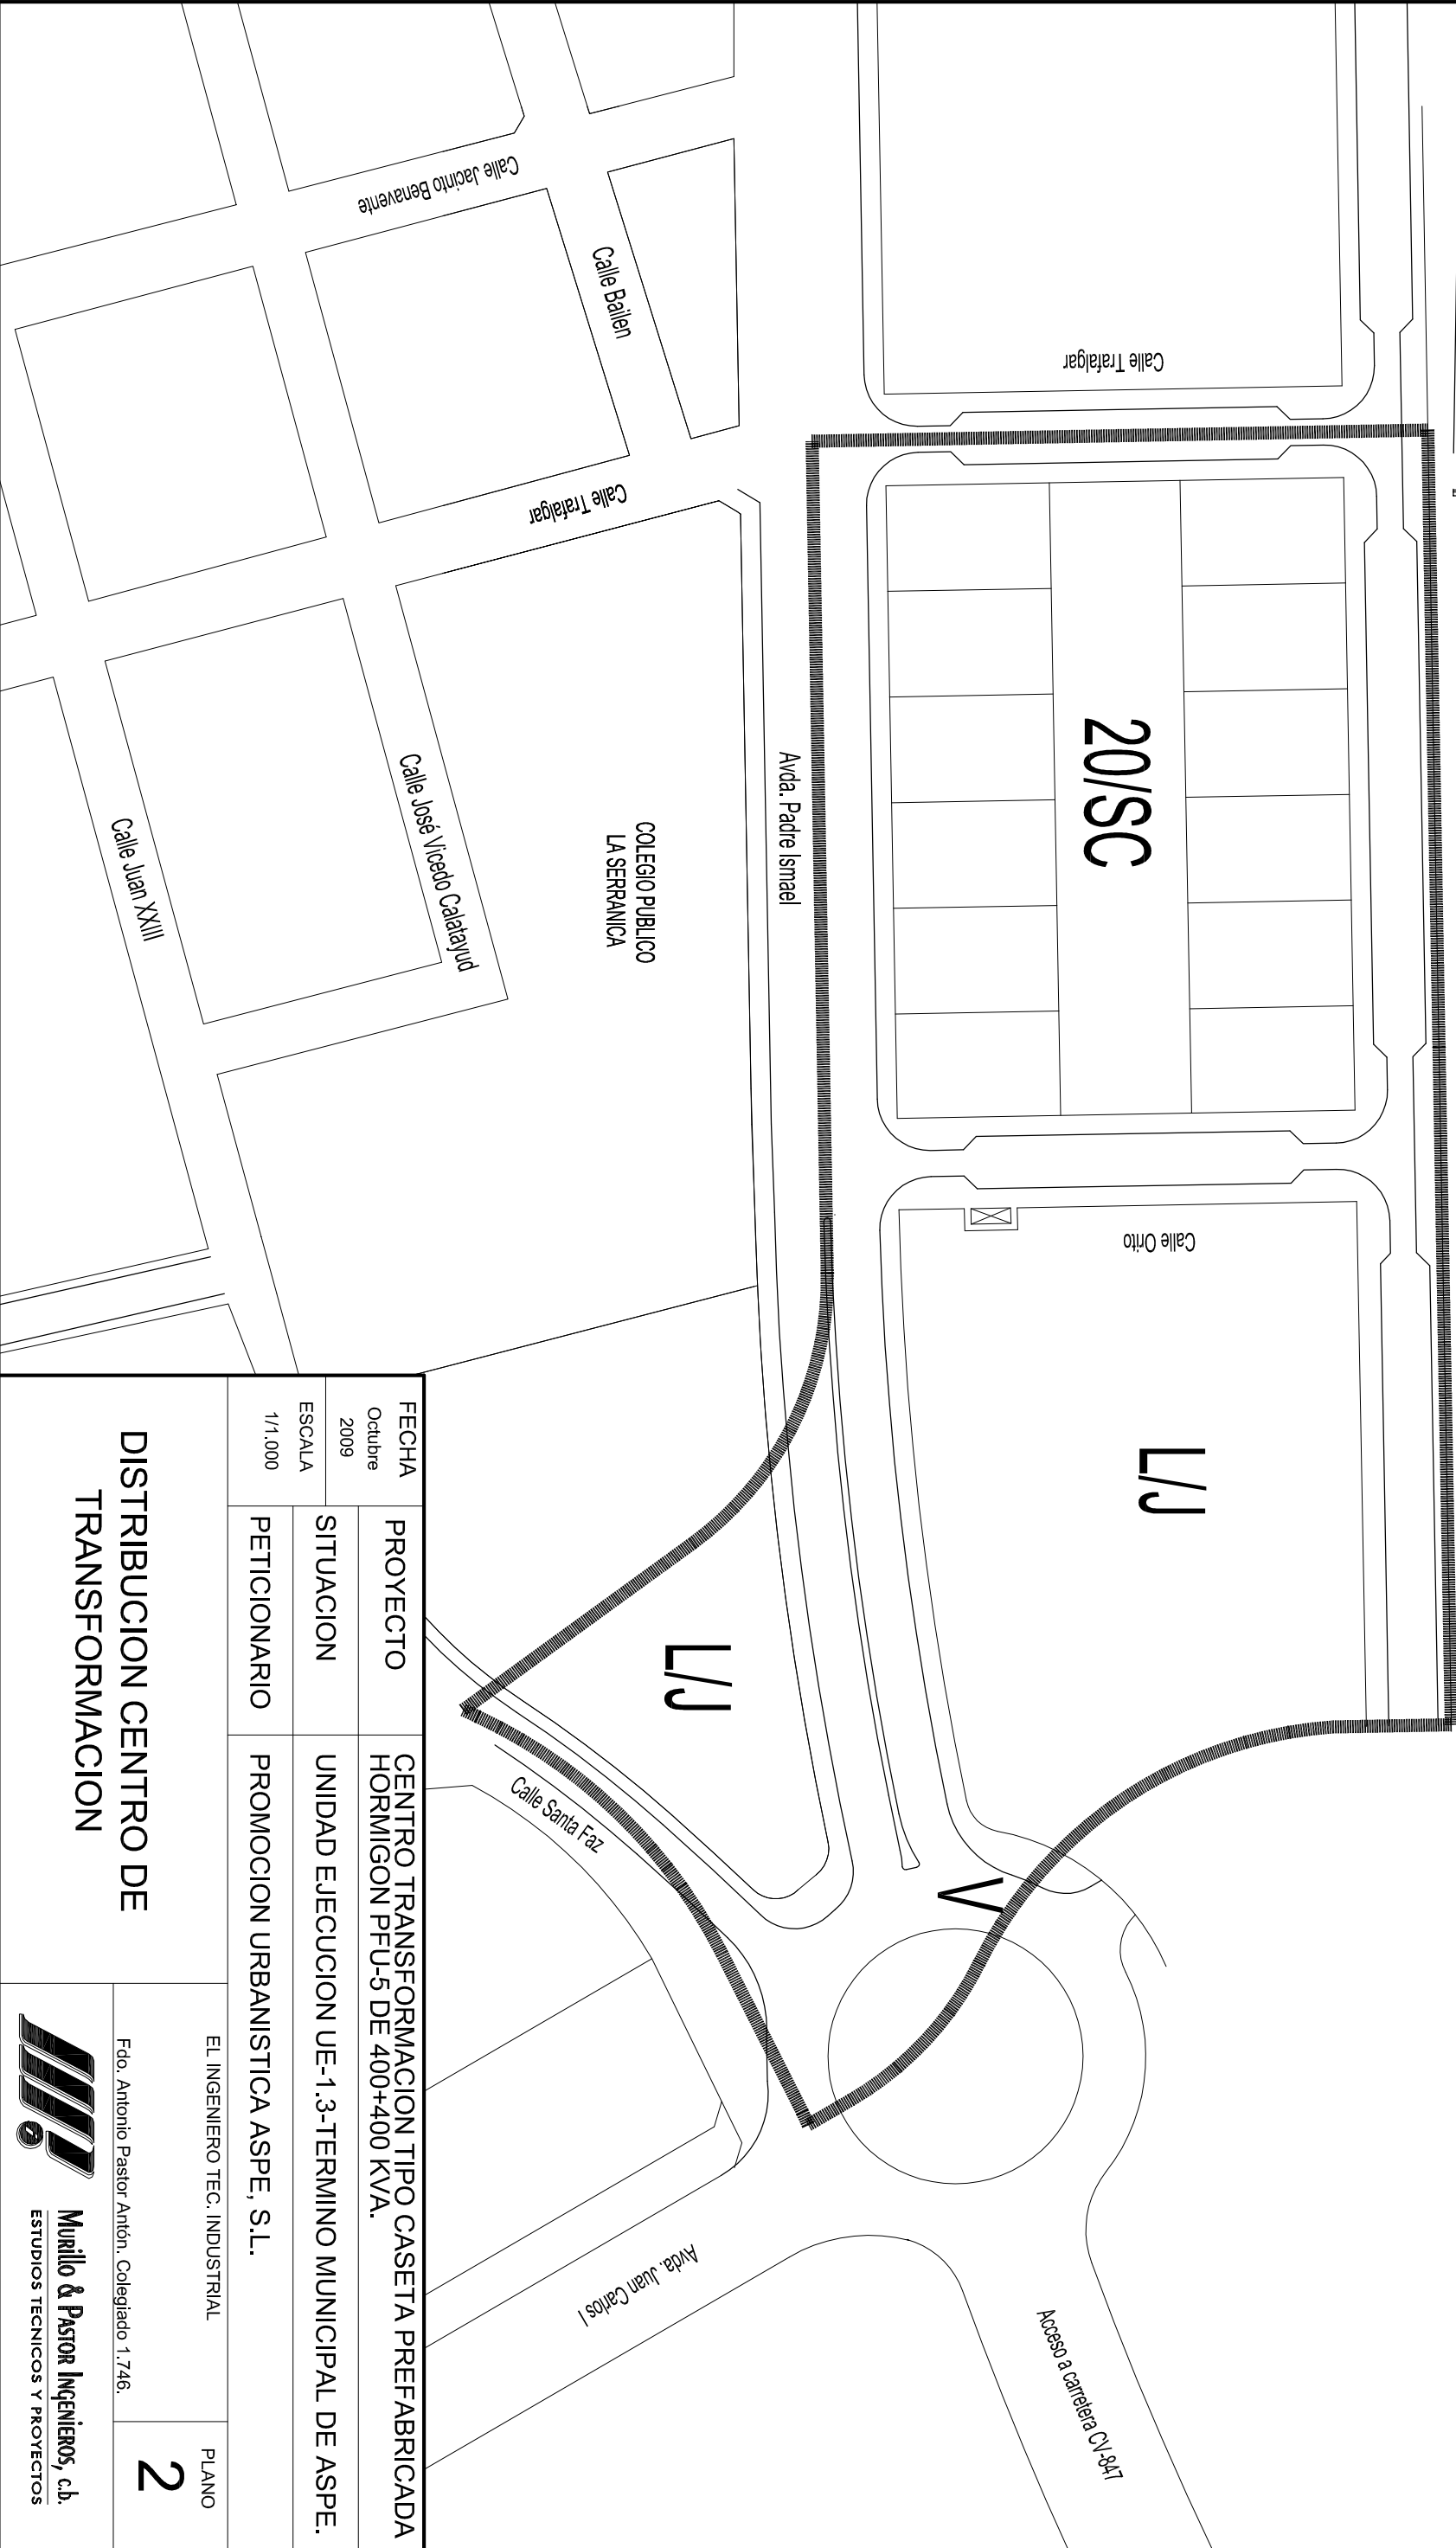 Calle Trafalgar
20/SC
Calle Orito
L/J
Avda. Padre Ismael
Calle Bailen
Calle Jacinto Benavente
Calle Trafalgar
COLEGIO PUBLICO
LA SERRANICA
Calle José Vicedo Calatayud
Calle Juan XXIII
L/J
V
Calle Santa Faz
Acceso a carretera CV-847
Avda. Juan Carlos I
FECHA
Octubre
2009
ESCALA
1/1.000
PROYECTO
CENTRO TRANSFORMACION TIPO CASETA PREFABRICADA
HORMIGON PFU-5 DE 400+400 KVA.
SITUACION
UNIDAD EJECUCION UE-1.3-TERMINO MUNICIPAL DE ASPE.
PETICIONARIO
PROMOCION URBANISTICA ASPE, S.L.
DISTRIBUCION CENTRO DE
TRANSFORMACION
EL INGENIERO TEC. INDUSTRIAL
Fdo. Antonio Pastor Antón. Colegiado 1.746.
PLANO
2
Murillo & Pastor Ingenieros, c.b.
ESTUDIOS TECNICOS Y PROYECTOS